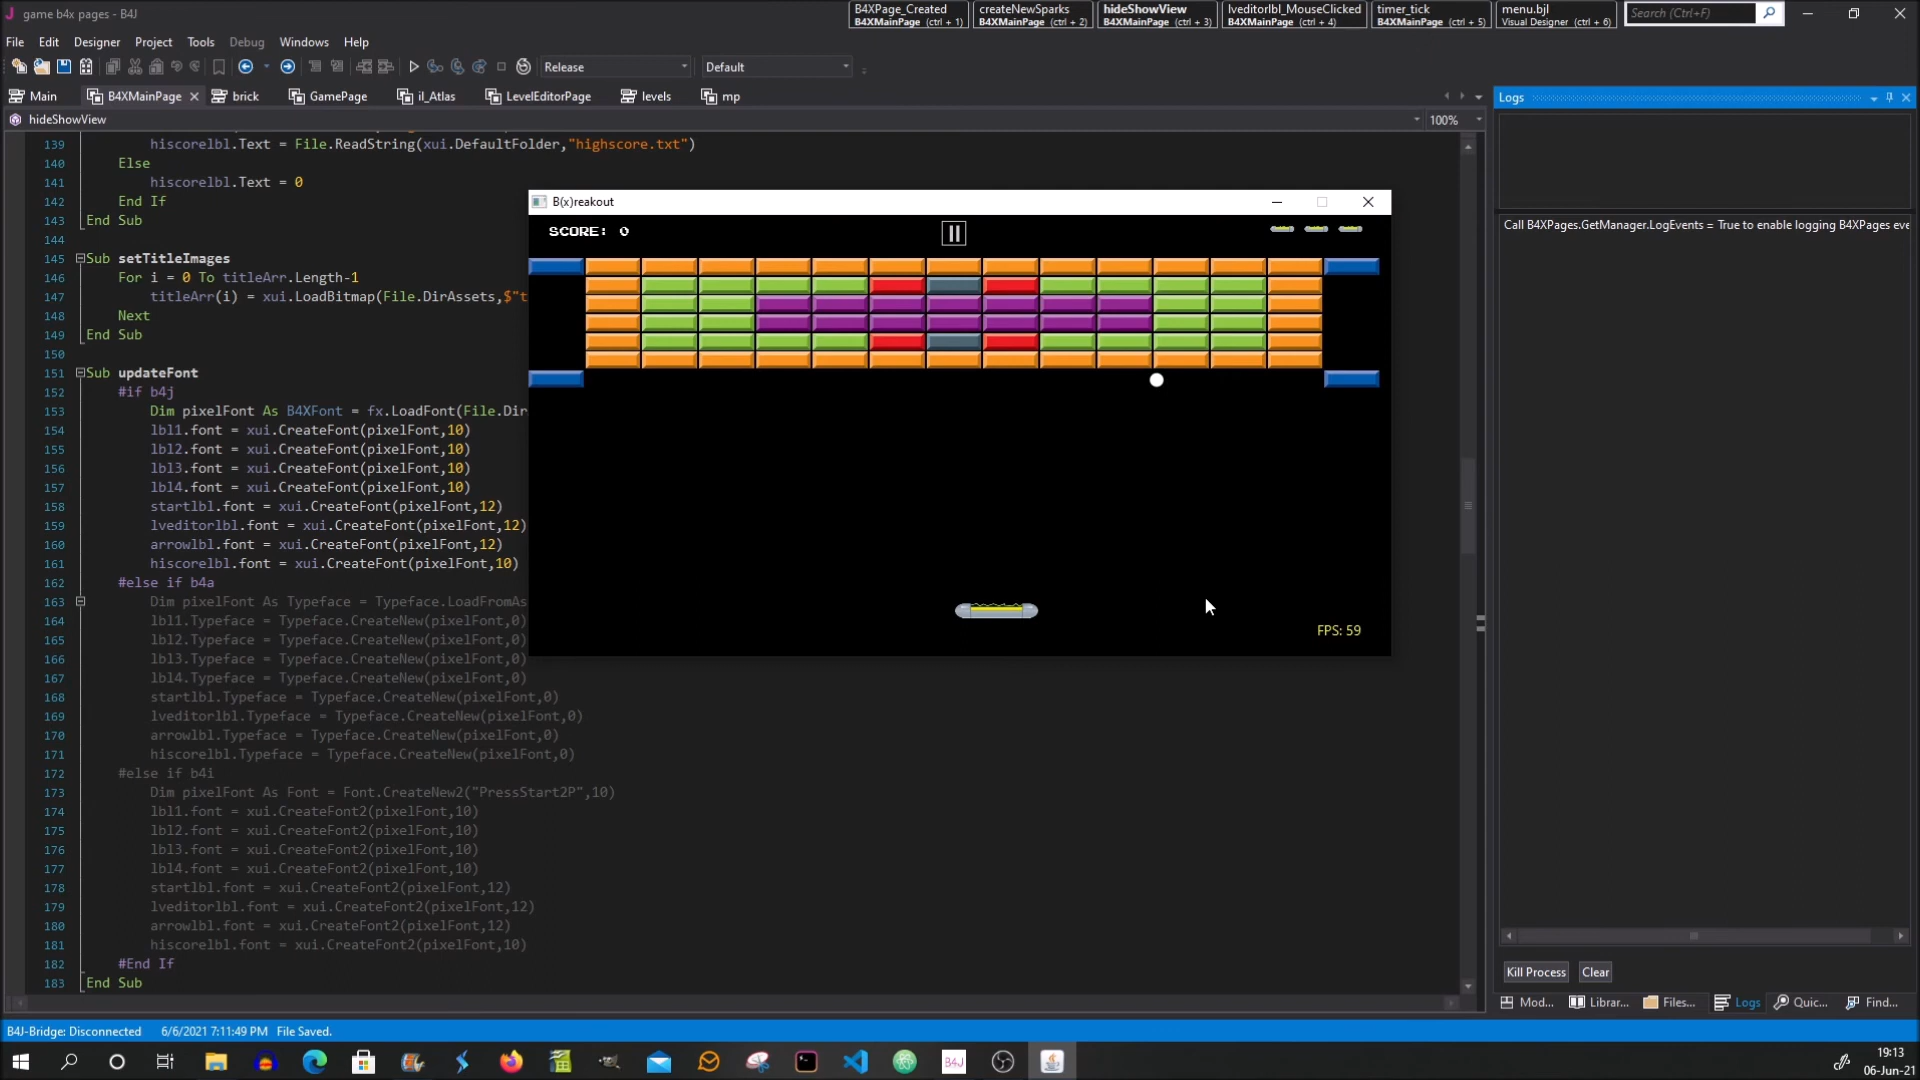 game b4x pages - B4J
B4XPage_Created
B4XMainPage (ctrl + 1)
createNewSparks
B4XMainPage (ctrl + 2)
hideShowView
B4XMainPage (ctrl + 3)
lveditorlbl_MouseClicked
B4XMainPage (ctrl + 4)
timer_tick
B4XMainPage (ctrl + 5)
menu.bjl
Visual Designer (ctrl + 6)
Search (Ctrl+F)
File Edit Designer Project Tools Debug Windows Help
Release
Default
Main B4XMainPage brick GamePage il_Atlas LevelEditorPage levels mp
hideShowView
100%
139 hiscorelbl.Text = File.ReadString(xui.DefaultFolder,"highscore.txt")
140 Else
141 hiscorelbl.Text = 0
142 End If
143 End Sub
144
145 Sub setTitleImages
146 For i = 0 To titleArr.Length-1
147 titleArr(i) = xui.LoadBitmap(File.DirAssets,$"t
148 Next
149 End Sub
150
151 Sub updateFont
152 #if b4j
153 Dim pixelFont As B4XFont = fx.LoadFont(File.Dir
154 lbl1.font = xui.CreateFont(pixelFont,10)
155 lbl2.font = xui.CreateFont(pixelFont,10)
156 lbl3.font = xui.CreateFont(pixelFont,10)
157 lbl4.font = xui.CreateFont(pixelFont,10)
158 startlbl.font = xui.CreateFont(pixelFont,12)
159 lveditorlbl.font = xui.CreateFont(pixelFont,12)
160 arrowlbl.font = xui.CreateFont(pixelFont,12)
161 hiscorelbl.font = xui.CreateFont(pixelFont,10)
162 #else if b4a
163 Dim pixelFont As Typeface = Typeface.LoadFromAs
164 lbl1.Typeface = Typeface.CreateNew(pixelFont,0)
165 lbl2.Typeface = Typeface.CreateNew(pixelFont,0)
166 lbl3.Typeface = Typeface.CreateNew(pixelFont,0)
167 lbl4.Typeface = Typeface.CreateNew(pixelFont,0)
168 startlbl.Typeface = Typeface.CreateNew(pixelFont,0)
169 lveditorlbl.Typeface = Typeface.CreateNew(pixelFont,0)
170 arrowlbl.Typeface = Typeface.CreateNew(pixelFont,0)
171 hiscorelbl.Typeface = Typeface.CreateNew(pixelFont,0)
172 #else if b4i
173 Dim pixelFont As Font = Font.CreateNew2("PressStart2P",10)
174 lbl1.font = xui.CreateFont2(pixelFont,10)
175 lbl2.font = xui.CreateFont2(pixelFont,10)
176 lbl3.font = xui.CreateFont2(pixelFont,10)
177 lbl4.font = xui.CreateFont2(pixelFont,10)
178 startlbl.font = xui.CreateFont2(pixelFont,12)
179 lveditorlbl.font = xui.CreateFont2(pixelFont,12)
180 arrowlbl.font = xui.CreateFont2(pixelFont,12)
181 hiscorelbl.font = xui.CreateFont2(pixelFont,10)
182 #End If
183 End Sub
B(x)reakout
SCORE: 0
FPS: 59
Logs
Call B4XPages.GetManager.LogEvents = True to enable logging B4XPages eve
Kill Process Clear
Mod... Librar... Files... Logs Quic... Find...
B4J-Bridge: Disconnected 6/6/2021 7:11:49 PM File Saved.
B4J
19:13
06-Jun-21